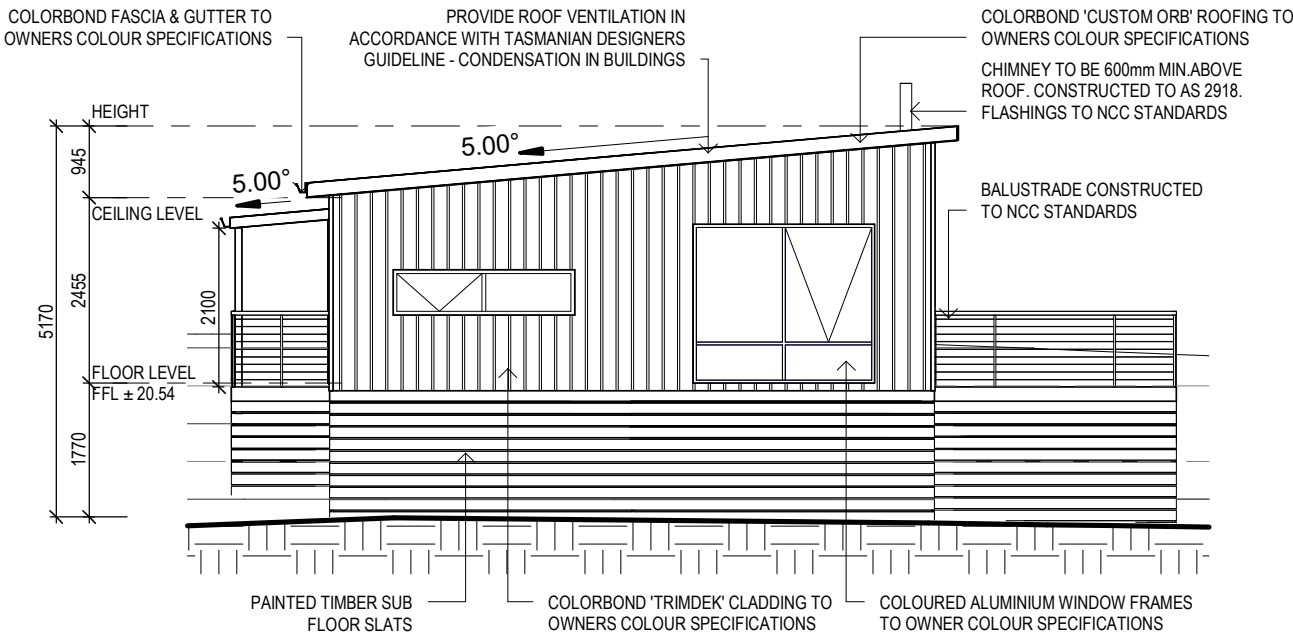 COLORBOND FASCIA & GUTTER TO
OWNERS COLOUR SPECIFICATIONS
PROVIDE ROOF VENTILATION IN
ACCORDANCE WITH TASMANIAN DESIGNERS
GUIDELINE - CONDENSATION IN BUILDINGS
COLORBOND 'CUSTOM ORB' ROOFING TO
OWNERS COLOUR SPECIFICATIONS
CHIMNEY TO BE 600mm MIN.ABOVE
ROOF. CONSTRUCTED TO AS 2918.
FLASHINGS TO NCC STANDARDS
HEIGHT
945
5.00°
5.00°
CEILING LEVEL
BALUSTRADE CONSTRUCTED
TO NCC STANDARDS
5170
2455
2100
FLOOR LEVEL
FFL ± 20.54
1770
PAINTED TIMBER SUB
FLOOR SLATS
COLORBOND 'TRIMDEK' CLADDING TO
OWNERS COLOUR SPECIFICATIONS
COLOURED ALUMINIUM WINDOW FRAMES
TO OWNER COLOUR SPECIFICATIONS